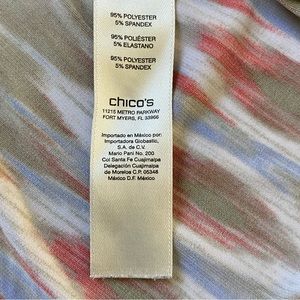 95% POLYESTER
5% SPANDEX
95% POLIÉSTER
5% ELASTANO
95% POLYESTER
5% SPANDEX
chico's
11215 METRO PARKWAY
FORT MYERS, FL 33966
Importado en México por:
Importadora Globastic,
S.A. de C.V.
Mario Pani No. 200
Col Santa Fe Cuajimalpa
Delegación Cuajimalpa
de Morelos C.P. 05348
México D.F. México